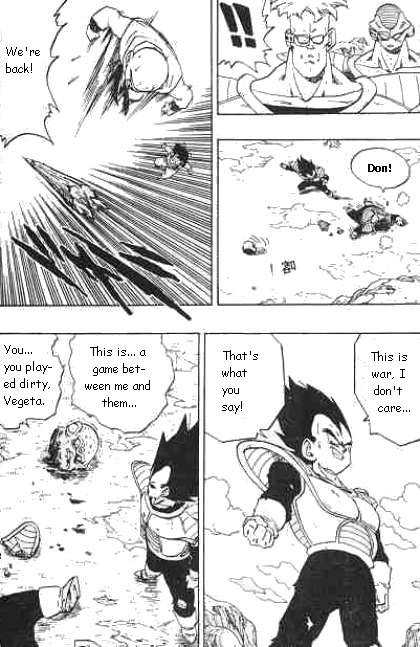 We're
back!
!!
Don!
You...
you play-
ed dirty,
Vegeta.
This is... a
game bet-
ween me and
them...
That's
what
you
say!
This is
war, I
don't
care...